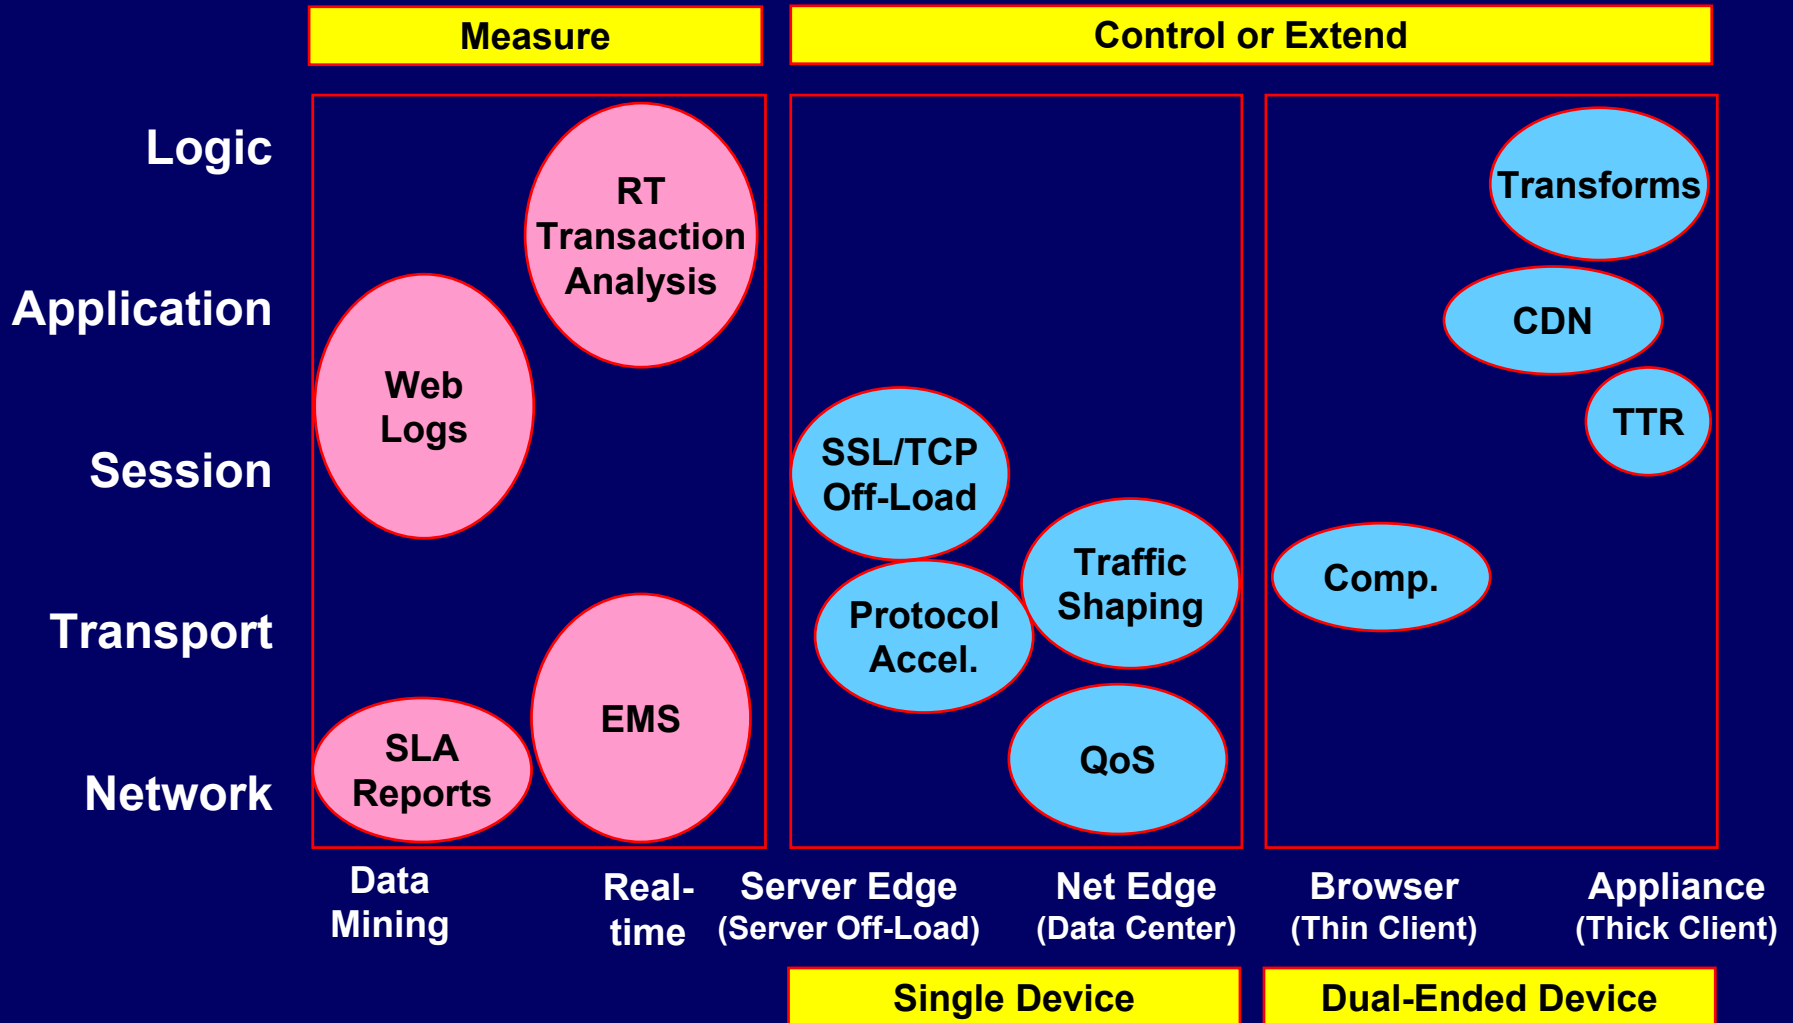 Measure
Control or Extend
Logic
Application
Session
Transport
Network
RT
Transaction
Analysis
Web
Logs
EMS
SLA
Reports
SSL/TCP
Off-Load
Protocol
Accel.
Traffic
Shaping
QoS
Transforms
CDN
TTR
Comp.
Data
Mining
Real-
time
Server Edge
(Server Off-Load)
Net Edge
(Data Center)
Browser
(Thin Client)
Appliance
(Thick Client)
Single Device
Dual-Ended Device